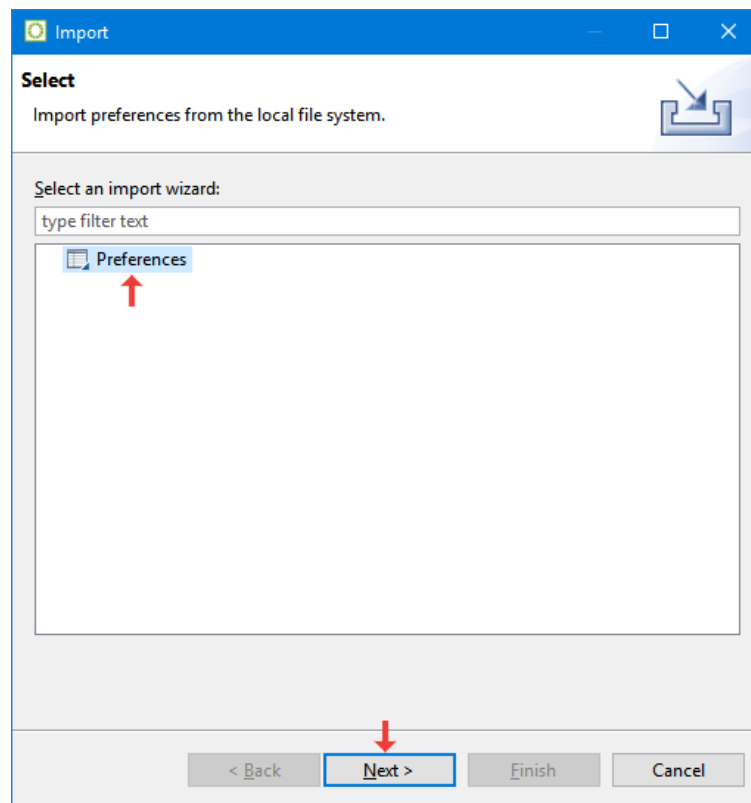 Import
Select
Import preferences from the local file system.
Select an import wizard:
type filter text
Preferences
< Back Next > Finish Cancel